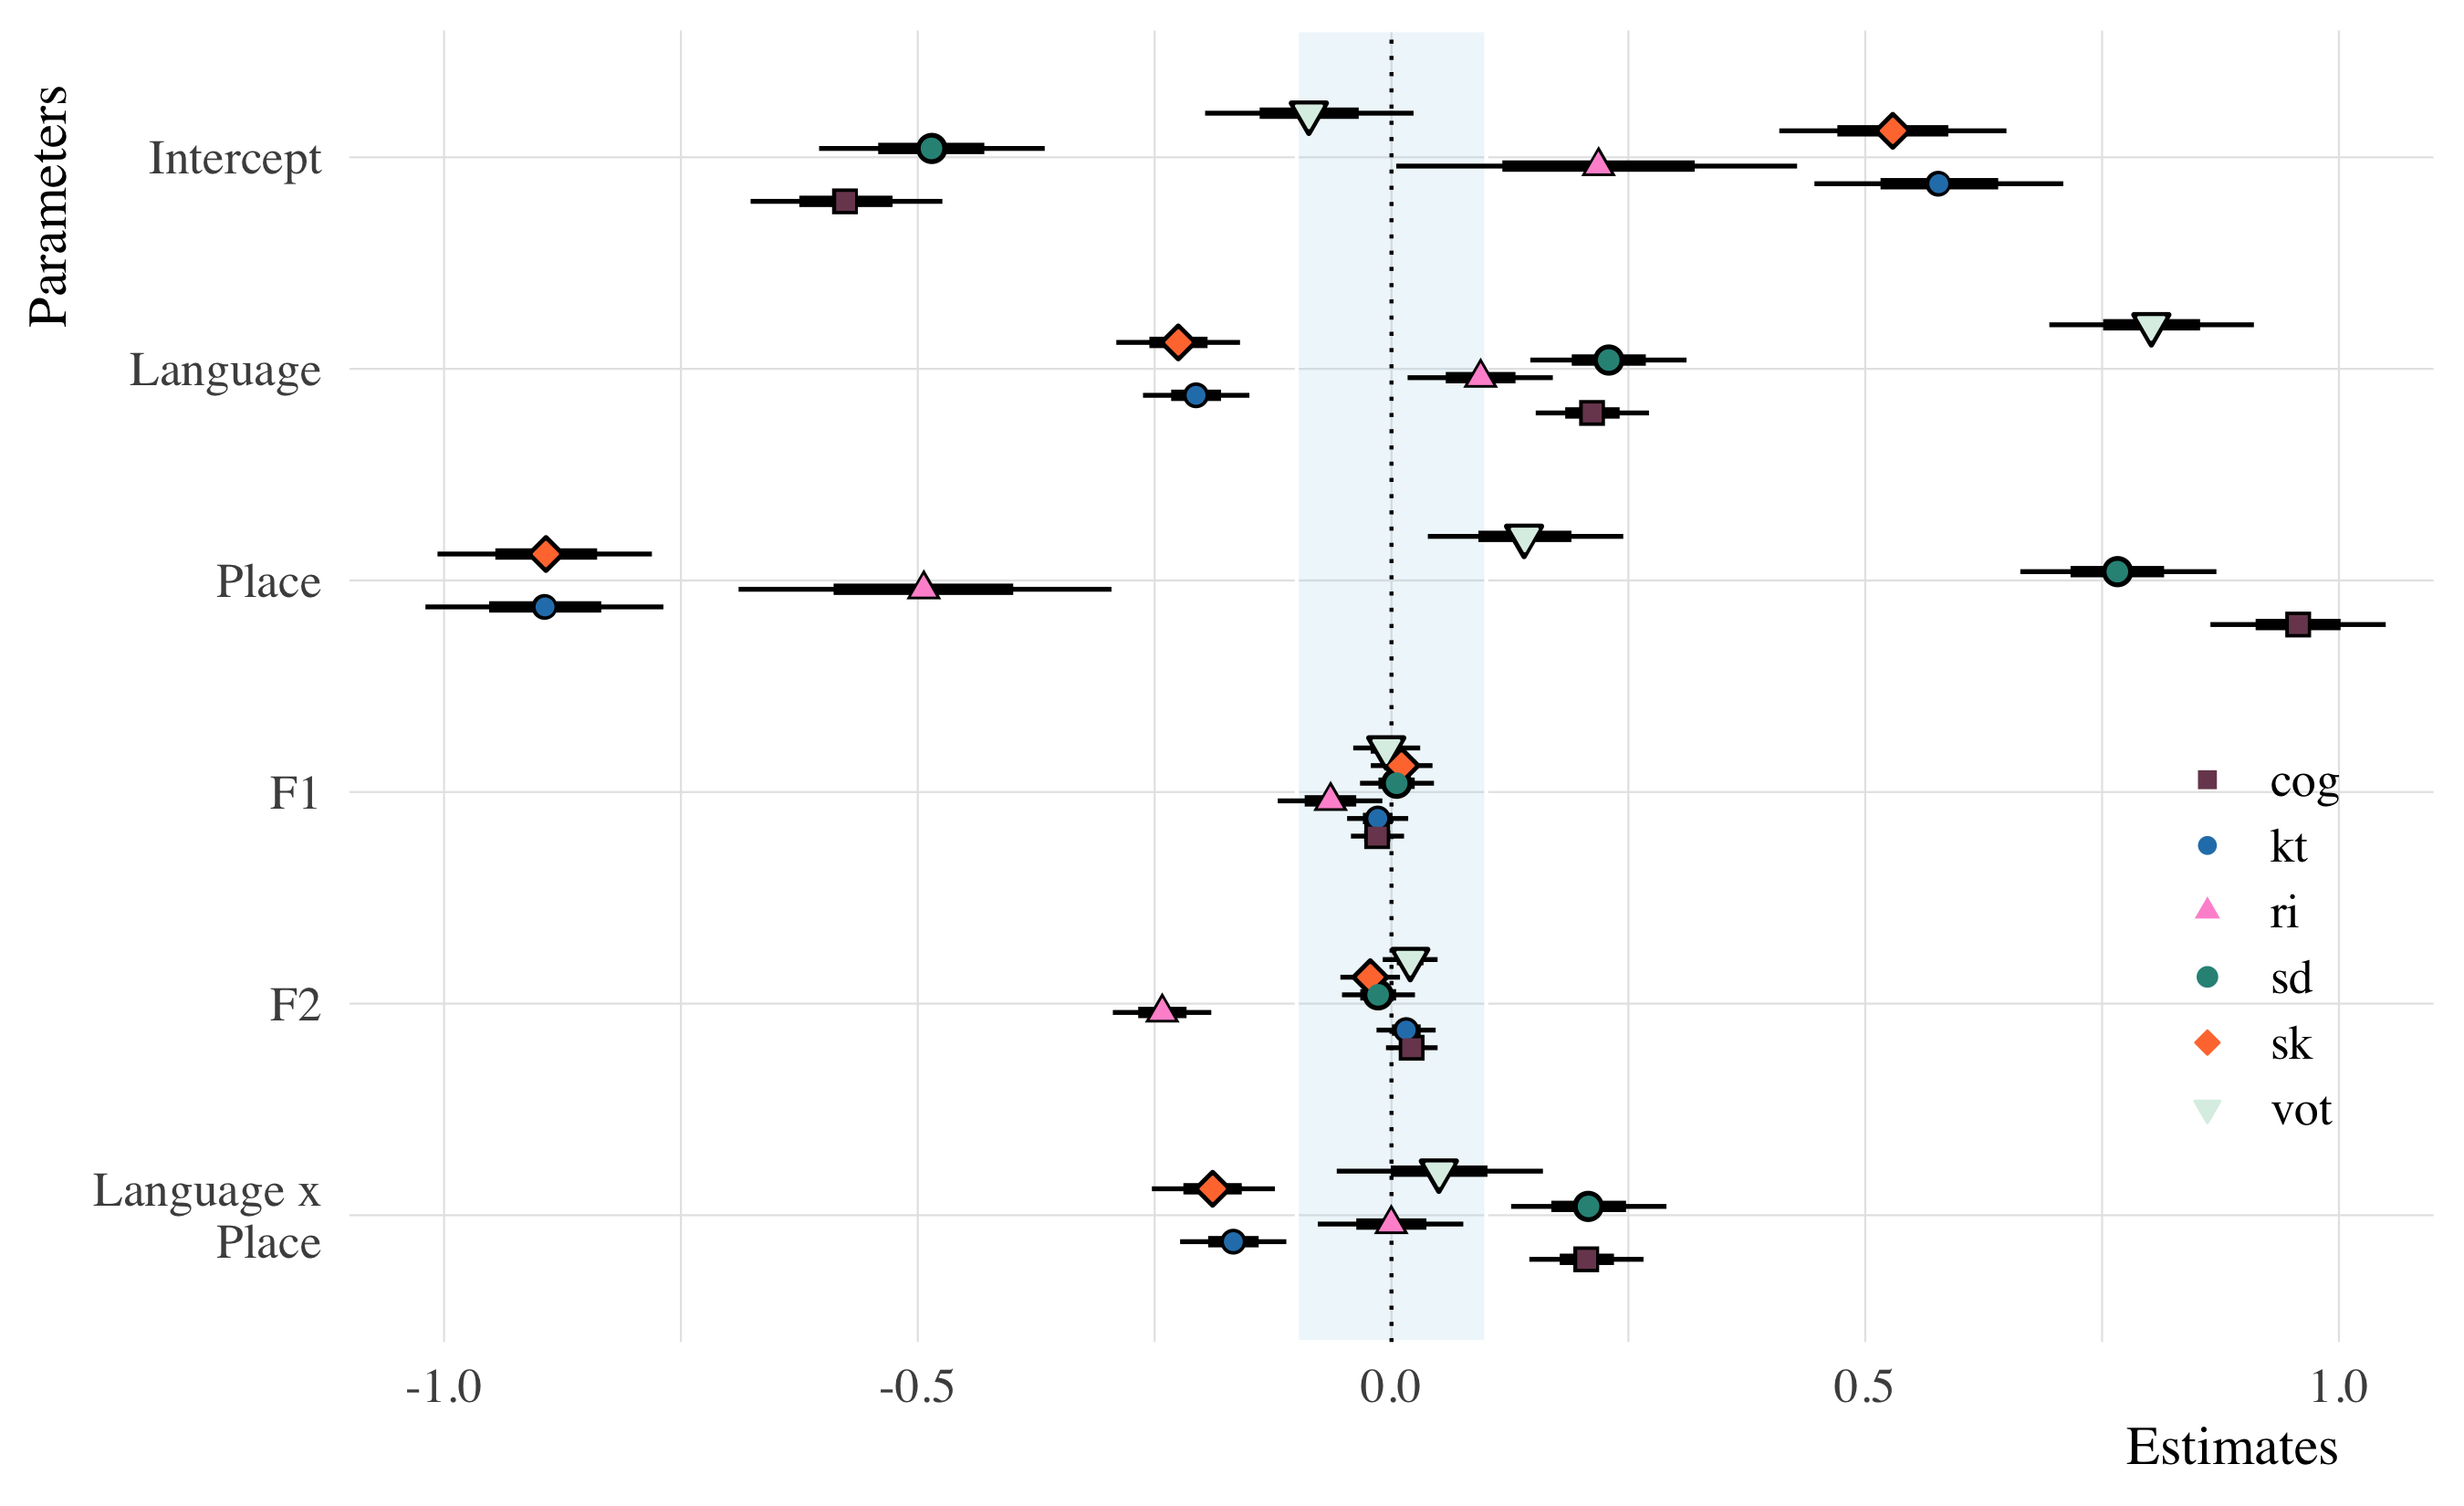 Parameters
Intercept
Language
Place
F1
F2
Language x
Place
cog
kt
ri
sd
sk
vot
-1.0
-0.5
0.0
0.5
1.0
Estimates